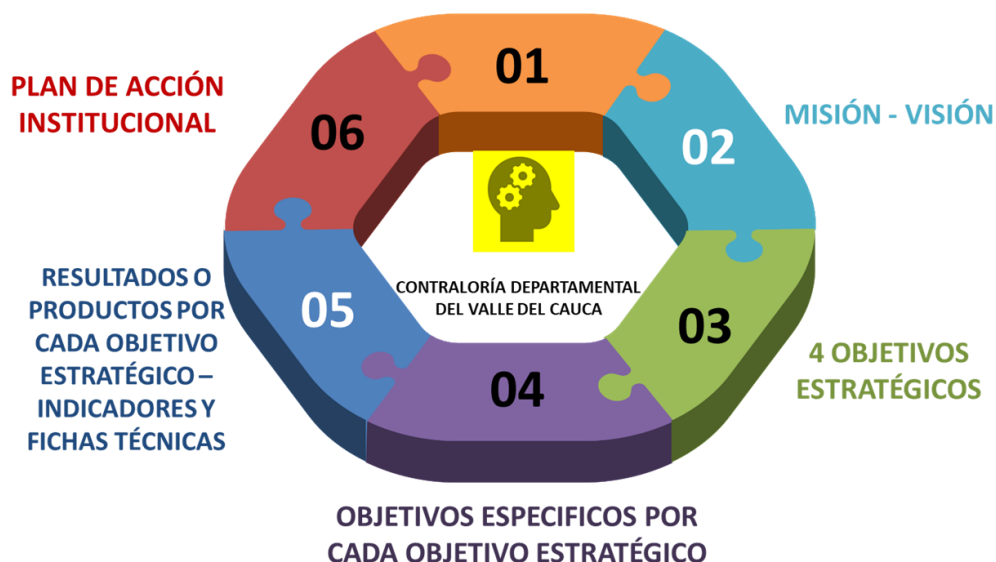 01
02
MISIÓN - VISIÓN
03
4 OBJETIVOS
ESTRATÉGICOS
04
OBJETIVOS ESPECIFICOS POR
CADA OBJETIVO ESTRATÉGICO
05
RESULTADOS O
PRODUCTOS POR
CADA OBJETIVO
ESTRATÉGICO –
INDICADORES Y
FICHAS TÉCNICAS
06
PLAN DE ACCIÓN
INSTITUCIONAL
CONTRALORÍA DEPARTAMENTAL
DEL VALLE DEL CAUCA